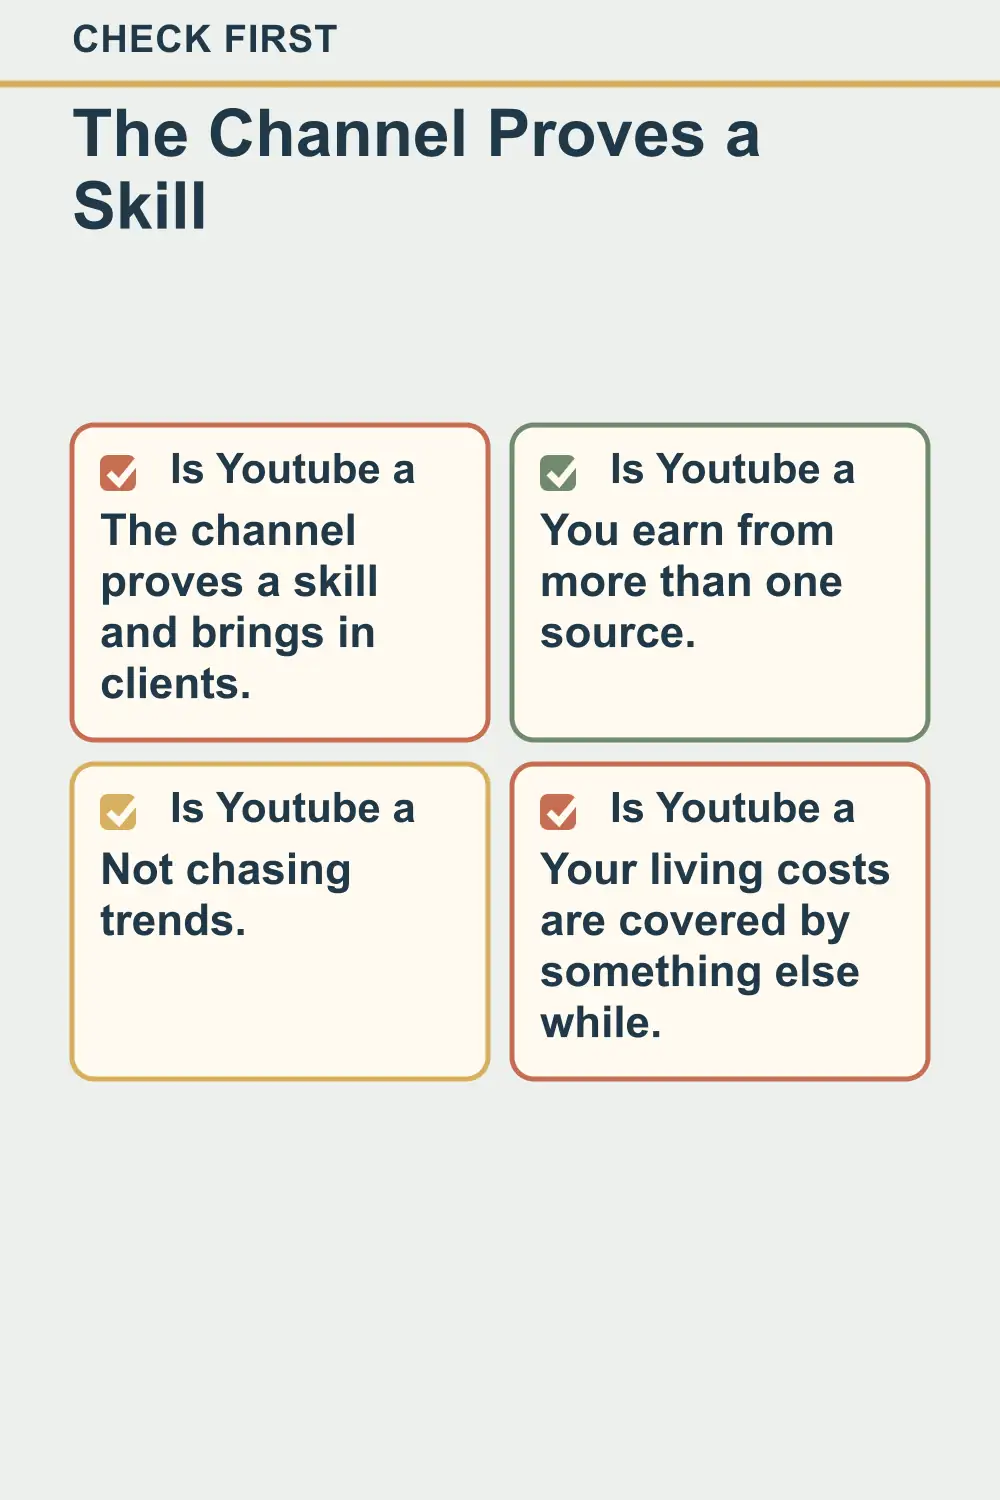 CHECK FIRST
The Channel Proves a
Skill
Is Youtube a
The channel
proves a skill
and brings in
clients.
Is Youtube a
You earn from
more than one
source.
Is Youtube a
Not chasing
trends.
Is Youtube a
Your living costs
are covered by
something else
while.